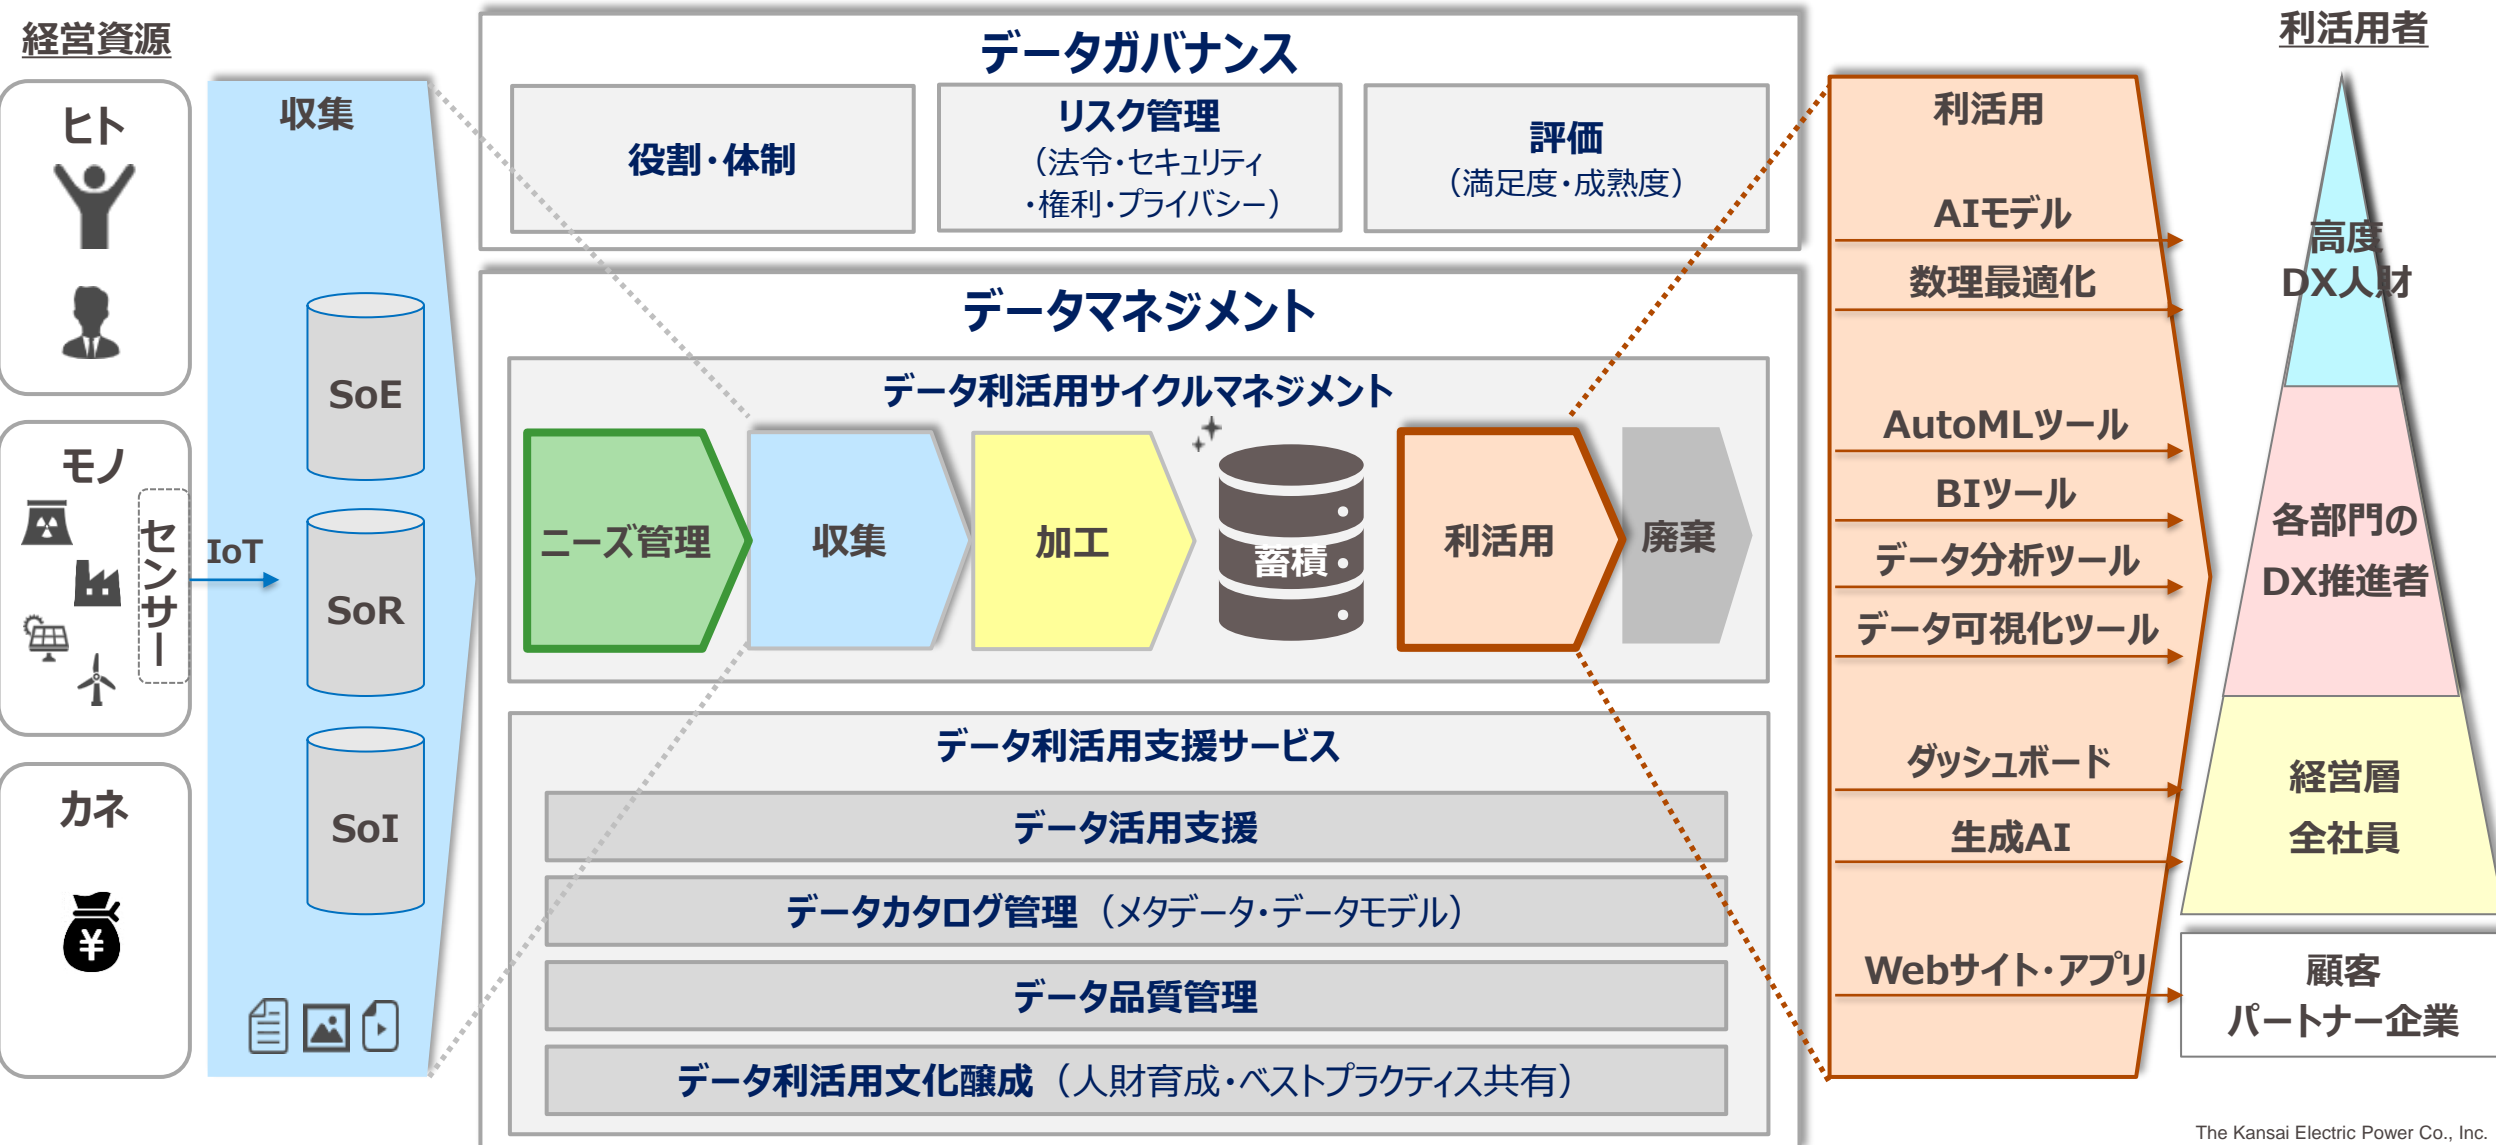 経営資源
ヒト
モノ
センサー
IoT
カネ
¥
収集
SoE
SoR
SoI
データガバナンス
役割・体制
リスク管理
（法令・セキュリティ
・権利・プライバシー）
評価
（満足度・成熟度）
データマネジメント
データ利活用サイクルマネジメント
ニーズ管理
収集
加工
蓄積
利活用
廃棄
データ利活用支援サービス
データ活用支援
データカタログ管理（メタデータ・データモデル）
データ品質管理
データ利活用文化醸成（人財育成・ベストプラクティス共有）
利活用
AIモデル
数理最適化
AutoMLツール
BIツール
データ分析ツール
データ可視化ツール
ダッシュボード
生成AI
Webサイト・アプリ
利活用者
高度
DX人財
各部門の
DX推進者
経営層
全社員
顧客
パートナー企業
The Kansai Electric Power Co., Inc.